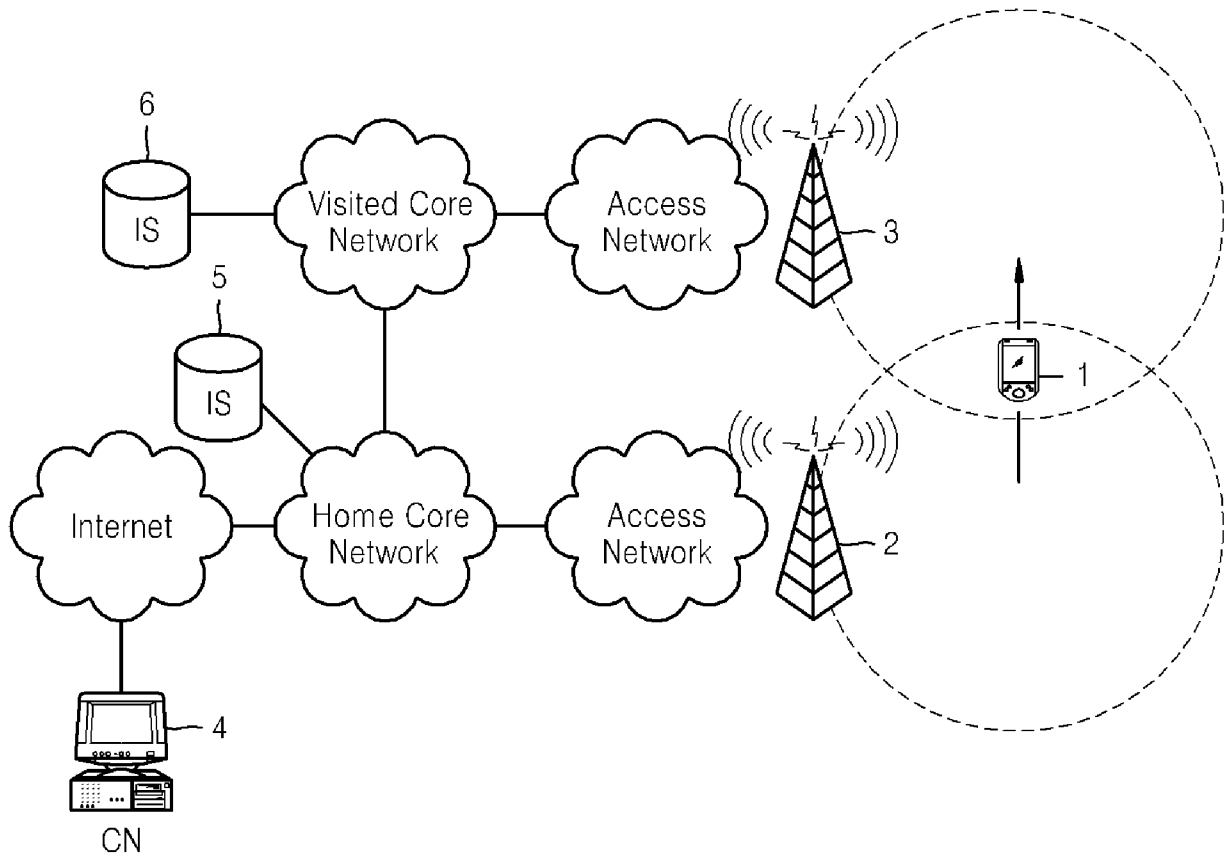 6
IS
Visited Core
Network
Access
Network
3
5
IS
1
Internet
Home Core
Network
Access
Network
2
4
CN